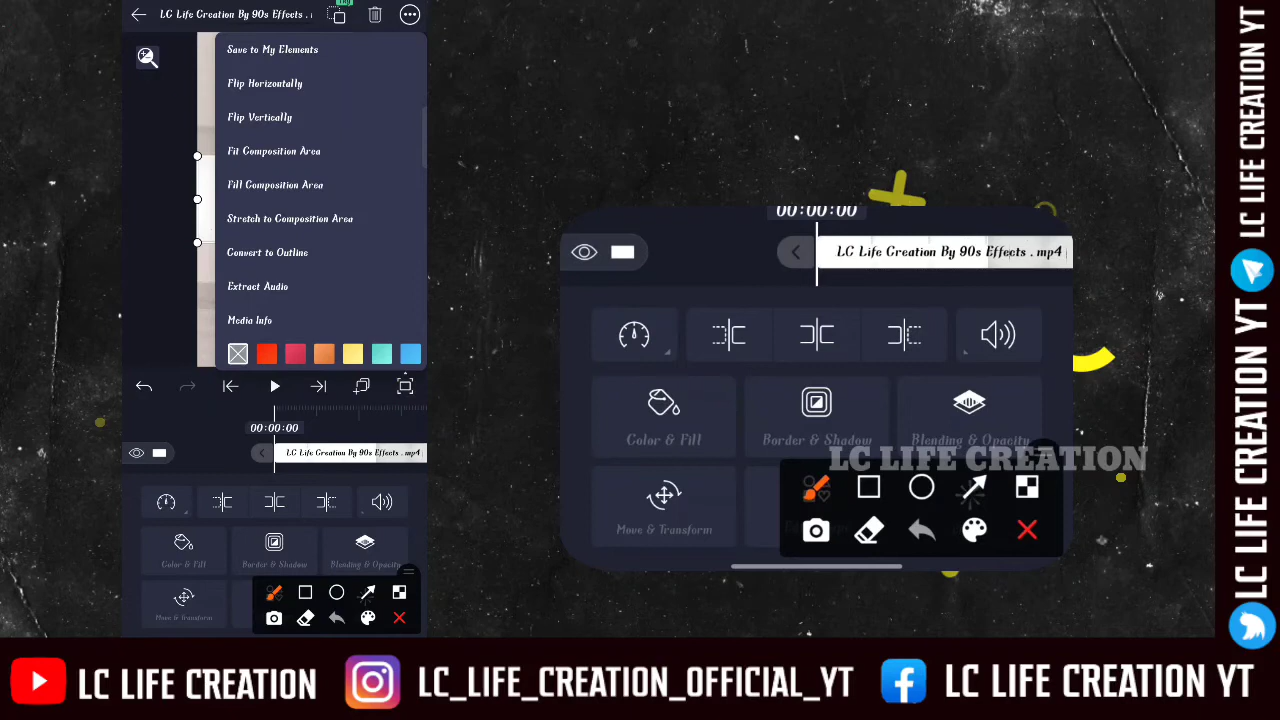 LC Life Creation By 90s Effects .
Try
Save to My Elements
Flip Horizontally
Flip Vertically
Fit Composition Area
Fill Composition Area
Stretch to Composition Area
Convert to Outline
Extract Audio
Media Info
00:00:00
LC Life Creation By 90s Effects . mp4
Color & Fill
Border & Shadow
Blending & Opacity
Move & Transform
00:00:00
LC Life Creation By 90s Effects . mp4
Color & Fill
Border & Shadow
Blending & Opacity
LC LIFE CREATION
Move & Transform
LC LIFE CREATION YT
LC LIFE CREATION YT
LC LIFE CREATION
LC_LIFE_CREATION_OFFICIAL_YT
LC LIFE CREATION YT